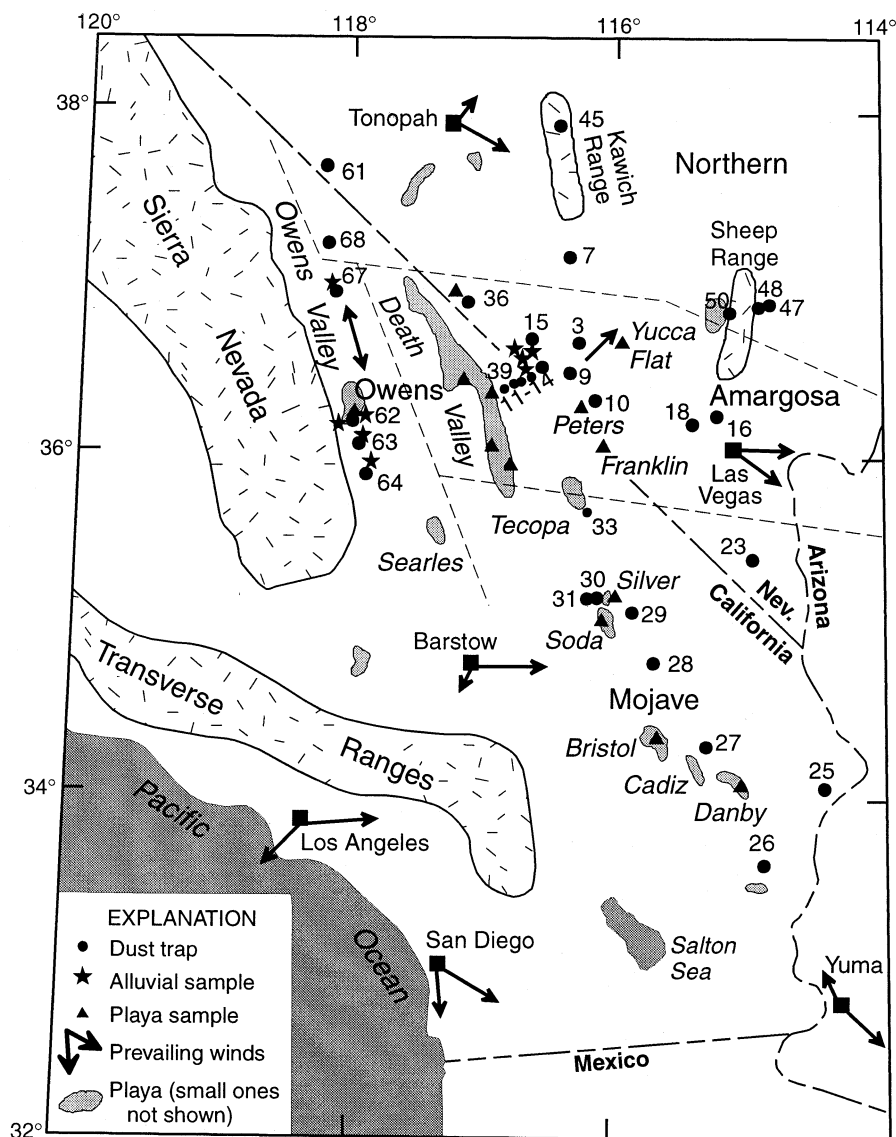 120°
118°
116°
114°
38°
Tonopah
45
Kawich
Range
Northern
61
Sierra
Owens
Valley
68
67
7
Sheep
Range
50
48
47
36
Death
Valley
15
3
Yucca
Flat
39
11-14
9
10
Peters
Nevada
Owens
62
63
64
36°
18
16
Amargosa
Las
Vegas
Franklin
Tecopa
33
Searles
23
Arizona
Nev.
California
30
31
Silver
29
Soda
Barstow
28
Mojave
Transverse
Ranges
Bristol
27
Cadiz
Danby
25
34°
Pacific
Ocean
Los Angeles
26
San Diego
Salton
Sea
Yuma
Mexico
EXPLANATION
Dust trap
Alluvial sample
Playa sample
Prevailing winds
Playa (small ones
not shown)
32°